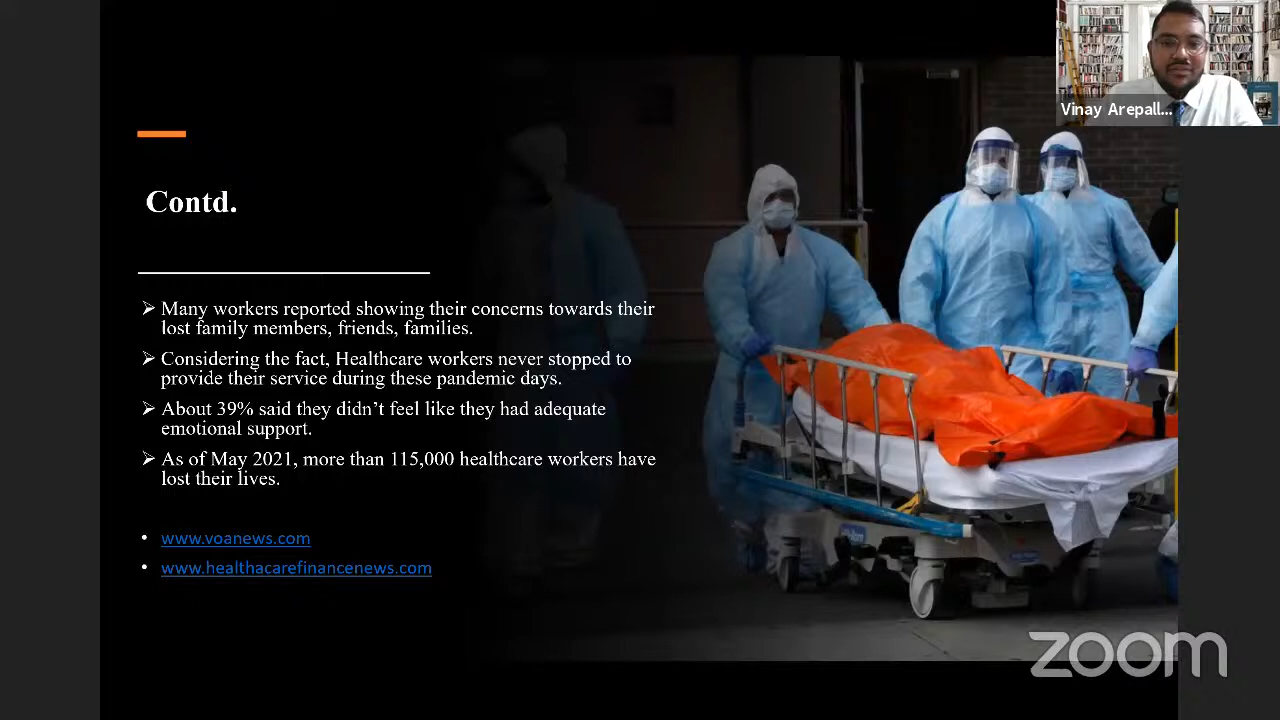 Vinay Arepall...
Contd.
➢ Many workers reported showing their concerns towards their
lost family members, friends, families.
➢ Considering the fact, Healthcare workers never stopped to
provide their service during these pandemic days.
➢ About 39% said they didn’t feel like they had adequate
emotional support.
➢ As of May 2021, more than 115,000 healthcare workers have
lost their lives.
• www.voanews.com
• www.healthacarefinancenews.com
zoom